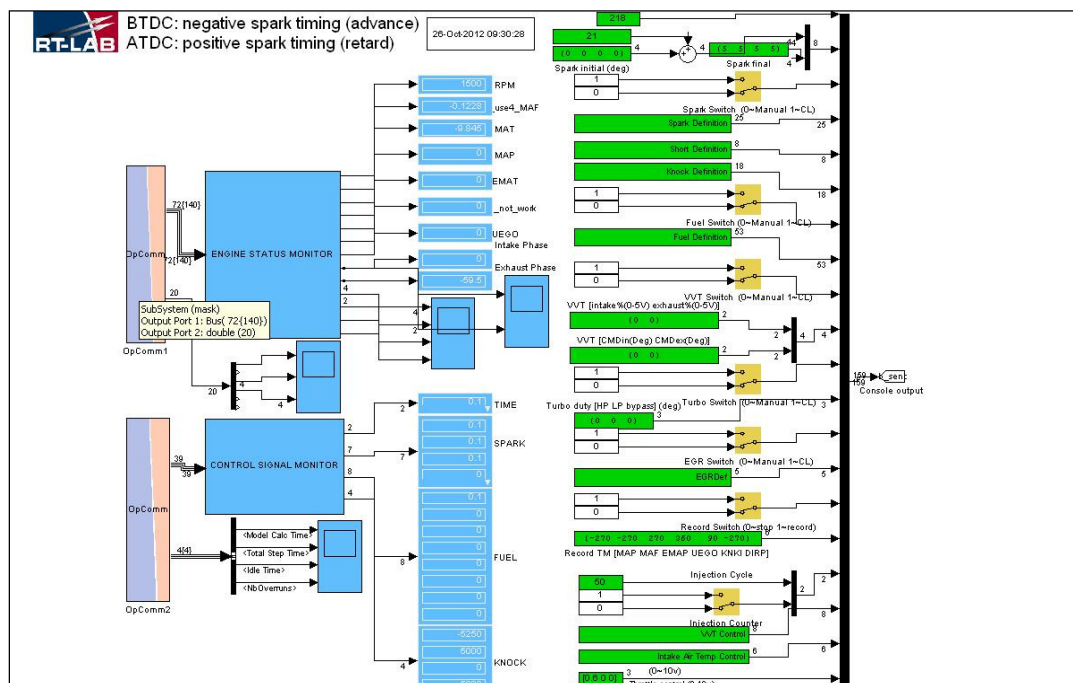 RT-LAB
BTDC: negative spark timing (advance)
ATDC: positive spark timing (retard)
26-Oct-2012 09:30:28
OpComm
OpComm1
72{140}
72{140}
20
SubSystem (mask)
Output Port 1: Bus( 72{140})
Output Port 2: double (20)
ENGINE STATUS MONITOR
4
2
20
4
4
4
2
1500
RPM
-0.1228
_use4_MAF
-9.845
MAT
0
MAP
0
EMAT
0
_not_work
0
UEGO
Intake Phase
0
Exhaust Phase
-59.5
OpComm
OpComm2
39
39
4{4}
CONTROL SIGNAL MONITOR
2
7
8
4
<Model Calc Time>
<Total Step Time>
<Idle Time>
<NbOverruns>
2
0.1
TIME
7
0.1
0.1
0.1
0
SPARK
8
0.1
0
0
0
0
0
0
0
FUEL
4
-5250
5000
0
KNOCK
218
21
(0 0 0 0)
4
4
(5 5 5 5)
4
8
Spark initial (deg)
Spark final
1
0
Spark Switch (0~Manual 1~CL)
Spark Definition
25
25
Short Definition
8
8
Knock Definition
18
18
1
0
Fuel Switch (0~Manual 1~CL)
Fuel Definition
53
53
1
0
VVT Switch (0~Manual 1~CL)
VVT [intake%(0-5V) exhaust%(0-5V)]
(0 0)
2
2
4
4
VVT [CMDin(Deg) CMDex(Deg)]
(0 0)
2
2
1
0
Turbo Switch (0~Manual 1~CL)
Turbo duty [HP LP bypass] (deg)
(0 0 0)
3
3
1
0
EGR Switch (0~Manual 1~CL)
EGRDef
5
5
1
0
Record Switch (0~stop 1~record)
(-270 -270 270 360 90 -270)
6
Record TM [MAP MAF EMAP UEGO KNKI DIRP]
Injection Cycle
50
1
0
2
2
Injection Counter
VVT Control
8
8
Intake Air Temp Control
6
6
(0~10v)
[0.6 0 0]
3
159
159
Console output